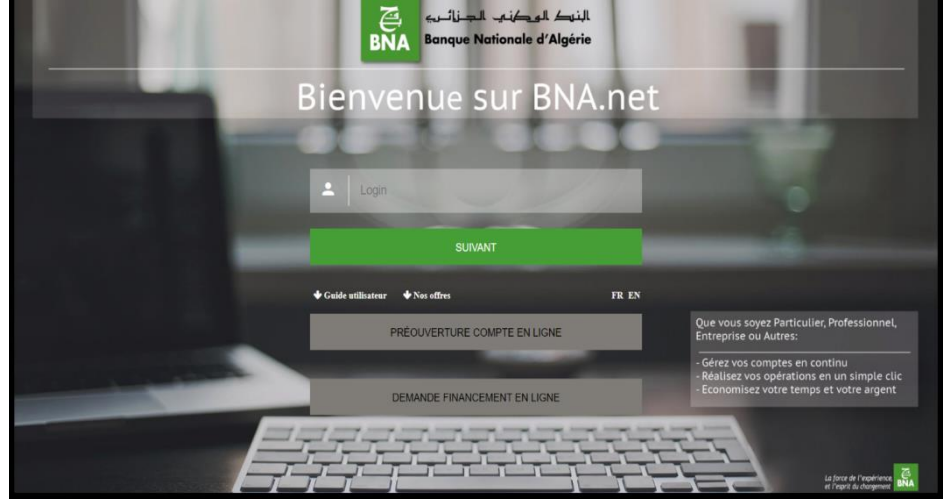 البنك الوطني الجزائري
BNA
Banque Nationale d'Algérie
Bienvenue sur BNA.net
Login
SUIVANT
Guide utilisateur
Nos offres
FR EN
PRÉOUVERTURE COMPTE EN LIGNE
DEMANDE FINANCEMENT EN LIGNE
Que vous soyez Particulier, Professionnel,
Entreprise ou Autres:
- Gérez vos comptes en continu
- Réalisez vos opérations en un simple clic
- Economisez votre temps et votre argent
La force de l'expérience,
et l'esprit du changement
BNA